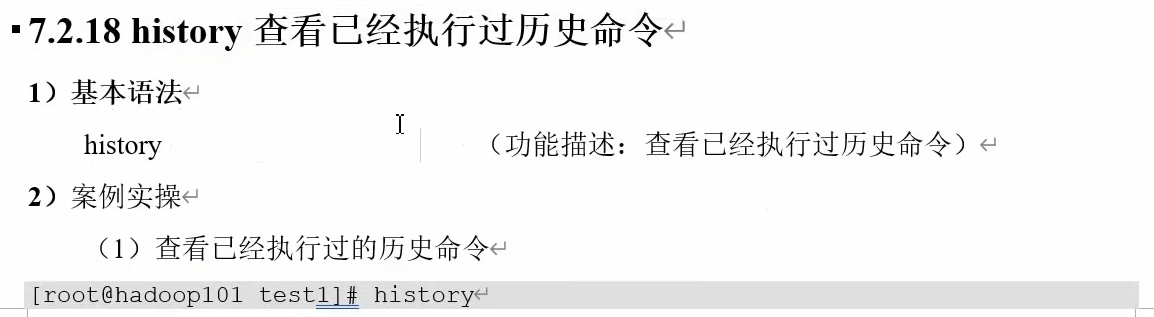 7.2.18 history 查看已经执行过历史命令
1）基本语法
history （功能描述：查看已经执行过历史命令）
2）案例实操
（1）查看已经执行过的历史命令
[root@hadoop101 test1]# history